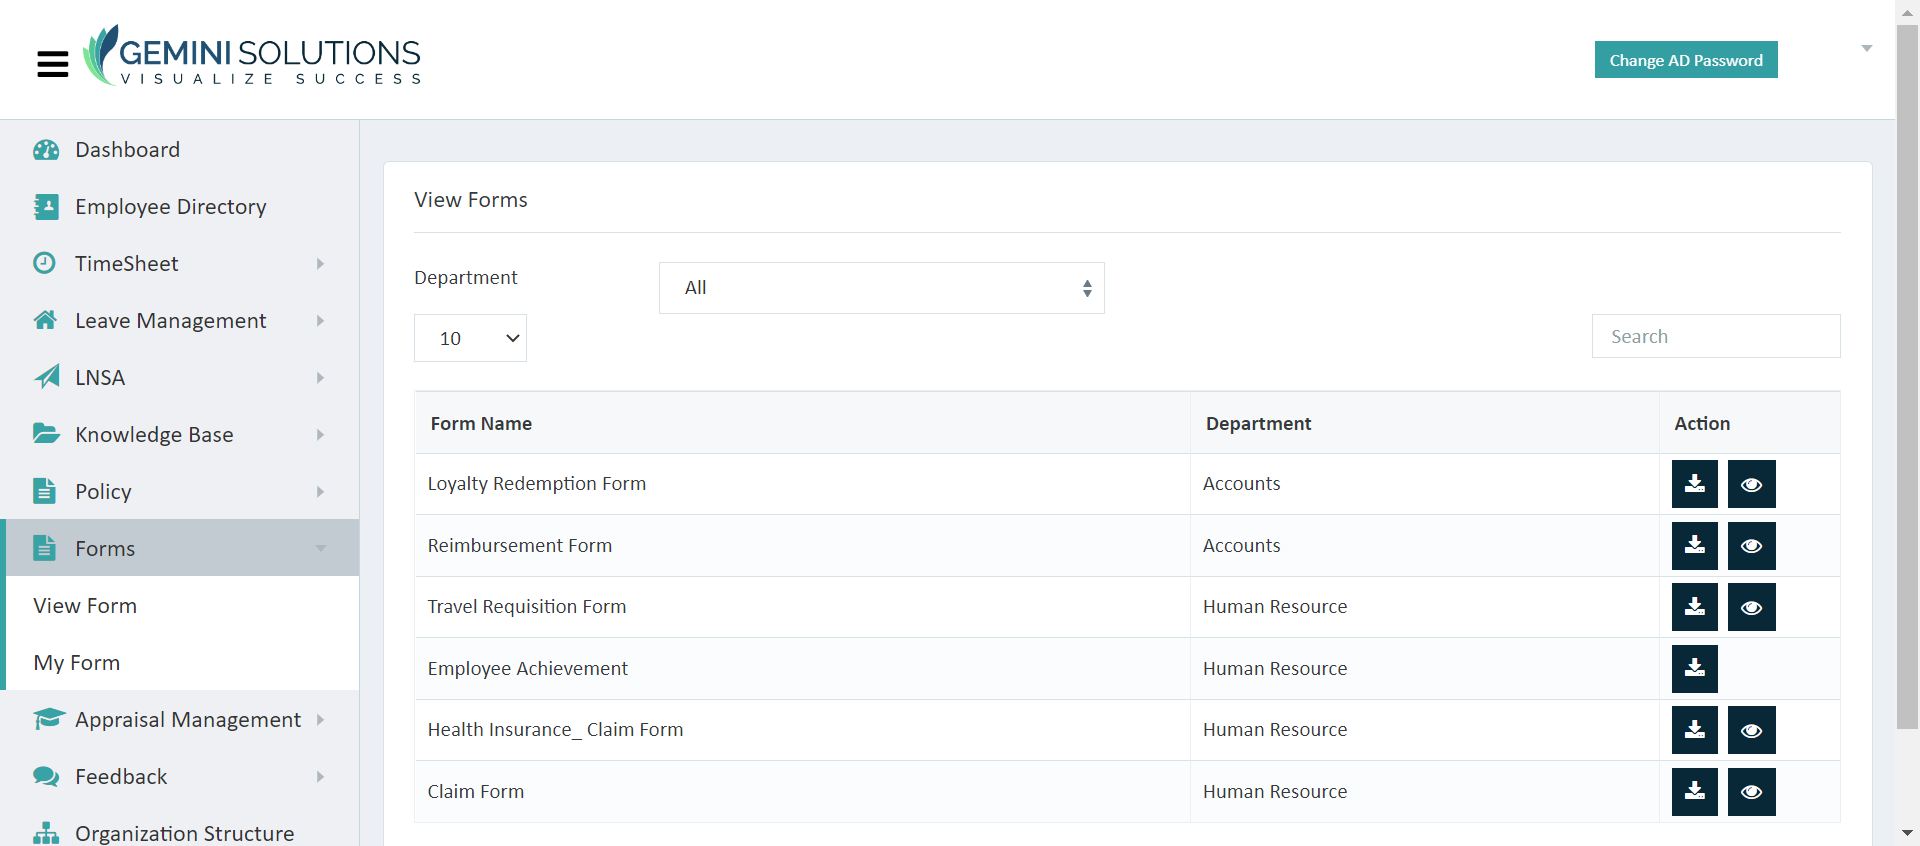 GEMINI SOLUTIONS
VISUALIZE SUCCESS
Change AD Password
Dashboard
Employee Directory
TimeSheet
Leave Management
LNSA
Knowledge Base
Policy
Forms
View Form
My Form
Appraisal Management
Feedback
Organization Structure
View Forms
Department
All
10
Search
Form Name Department Action
Loyalty Redemption Form Accounts
Reimbursement Form Accounts
Travel Requisition Form Human Resource
Employee Achievement Human Resource
Health Insurance_ Claim Form Human Resource
Claim Form Human Resource